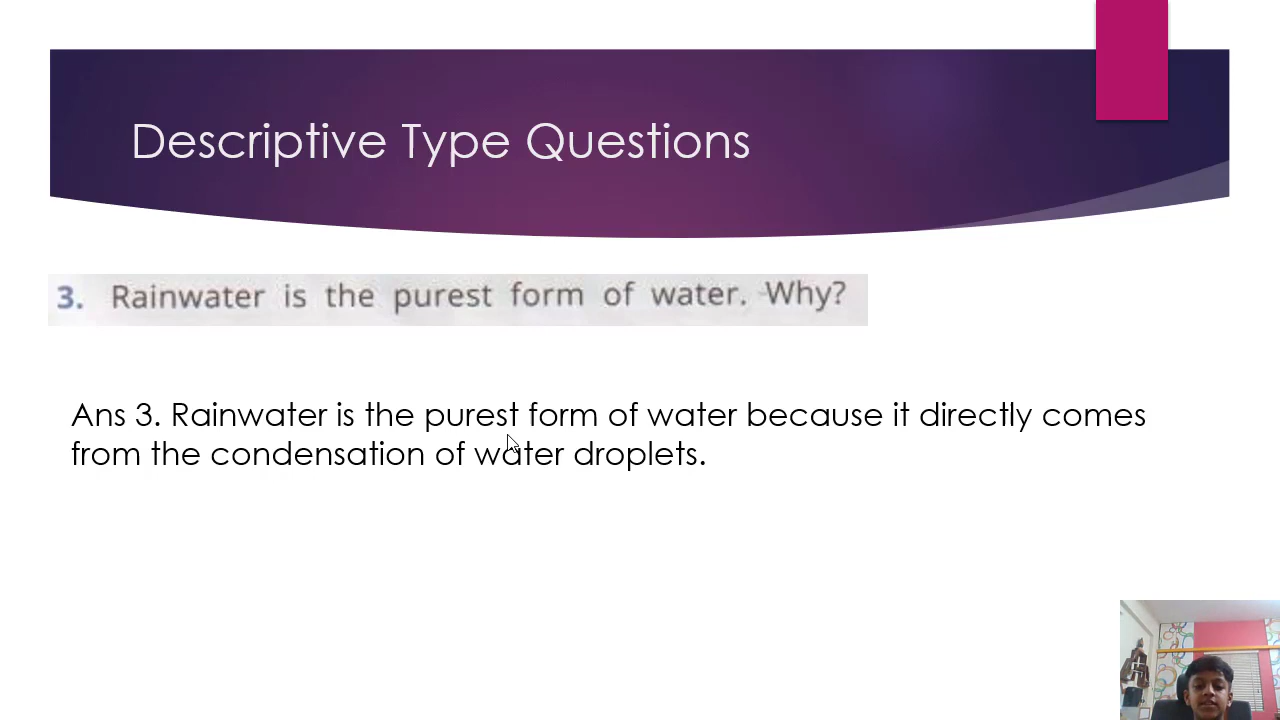 Descriptive Type Questions
3. Rainwater is the purest form of water. Why?
Ans 3. Rainwater is the purest form of water because it directly comes
from the condensation of water droplets.